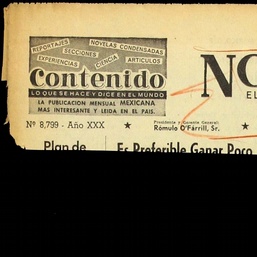 REPORTAJES
NOVELAS CONDENSADAS
SECCIONES
EXPERIENCIAS
CIENCIA
ARTICULOS
Contenido
LO QUE SE HACE Y DICE EN EL MUNDO
LA PUBLICACION MENSUAL MEXICANA
MAS INTERESANTE Y LEIDA EN EL PAIS.
NO
EL
Nº 8,799 - Año XXX ★
Presidente y Gerente General:
Rómulo O'Farrill, Sr. ★
Plan de
Es Preferible Ganar Poco